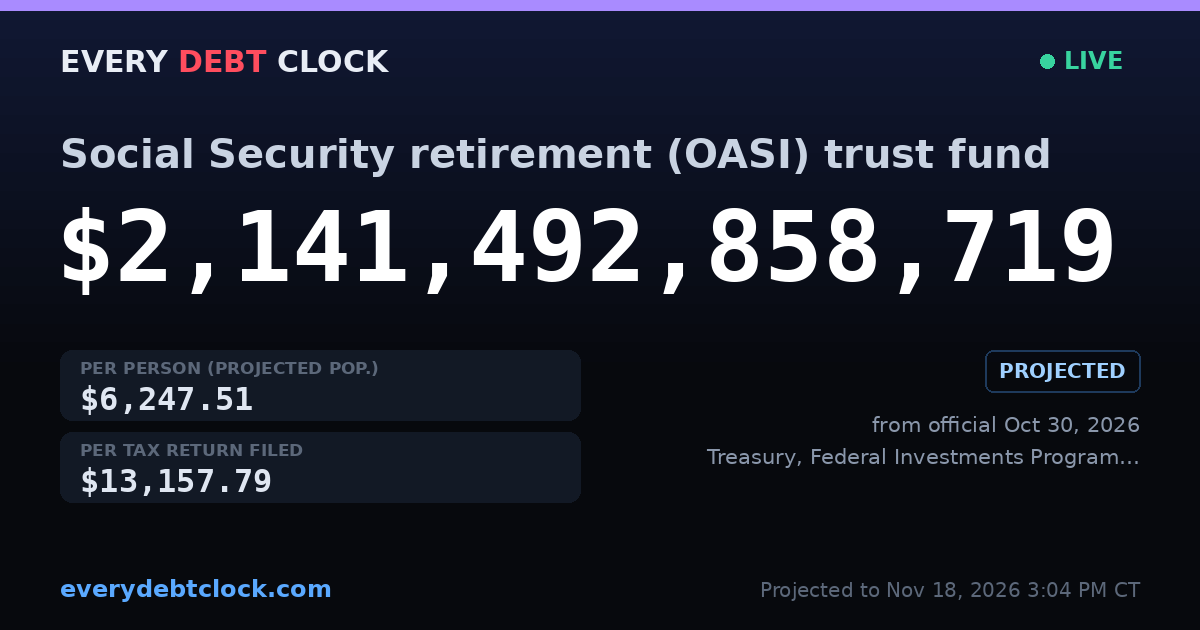 EVERY DEBT CLOCK
LIVE
Social Security retirement (OASI) trust fund
$2,141,492,858,719
PER PERSON (PROJECTED POP.)
$6,247.51
PER TAX RETURN FILED
$13,157.79
PROJECTED
from official Oct 30, 2026
Treasury, Federal Investments Program...
everydebtclock.com
Projected to Nov 18, 2026 3:04 PM CT